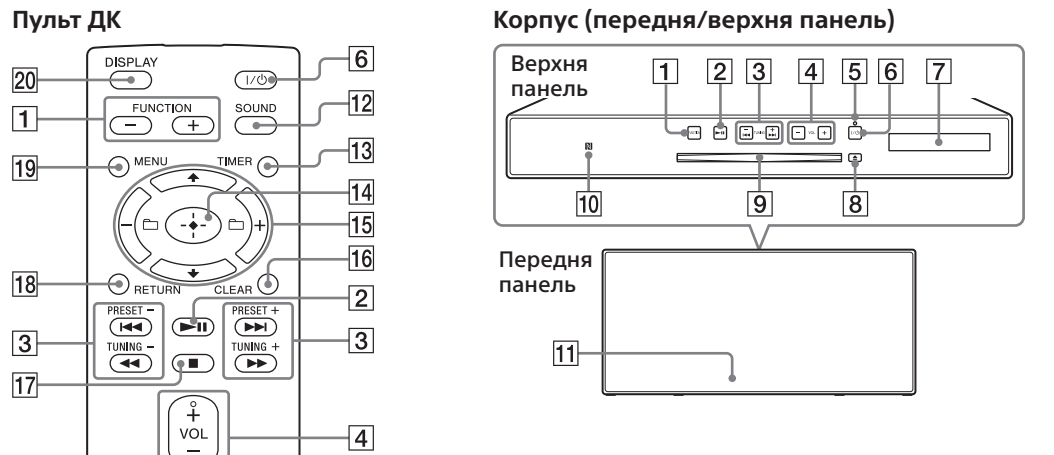 Пульт ДК
DISPLAY
20
6
I/⏻
FUNCTION
1
− +
SOUND
12
19
MENU
TIMER
13
14
−
+
15
16
18
RETURN
CLEAR
2
PRESET −
PRESET +
3
TUNING −
TUNING +
3
17
+
VOL
−
4
Корпус (передня/верхня панель)
Верхня
панель
1 2 3 4 5 6 7
− TUNING +
− VOL +
I/⏻
10 9 8
Передня
панель
11